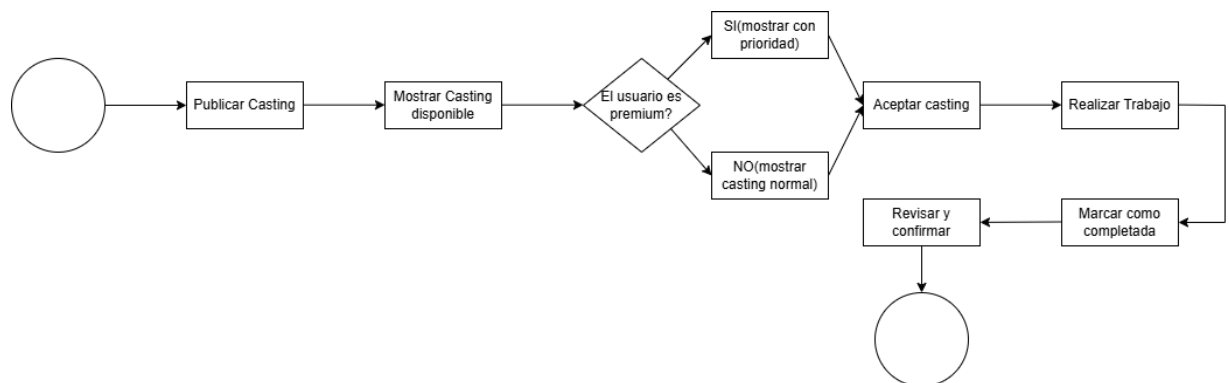 Publicar Casting
Mostrar Casting
disponible
El usuario es
premium?
SI(mostrar con
prioridad)
NO(mostrar
casting normal)
Aceptar casting
Realizar Trabajo
Marcar como
completada
Revisar y
confirmar